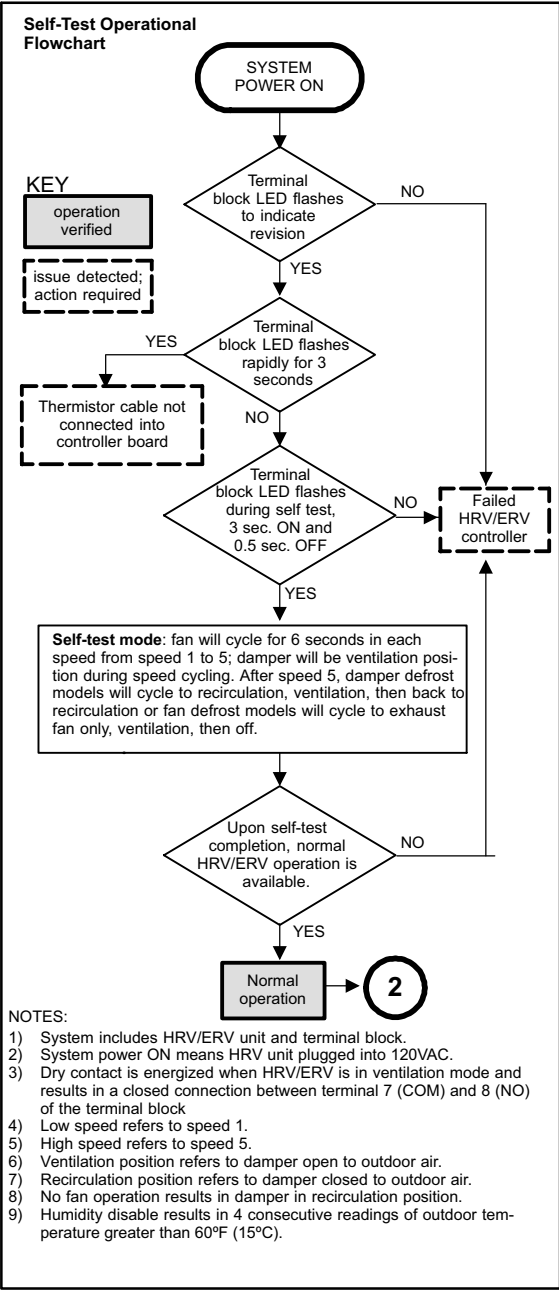 Self-Test Operational
Flowchart
SYSTEM
POWER ON
KEY
operation
verified
issue detected;
action required
Terminal
block LED flashes
to indicate
revision
NO
YES
Terminal
block LED flashes
rapidly for 3
seconds
YES
Thermistor cable not
connected into
controller board
NO
Terminal
block LED flashes
during self test,
3 sec. ON and
0.5 sec. OFF
NO
Failed
HRV/ERV
controller
YES
Self-test mode: fan will cycle for 6 seconds in each
speed from speed 1 to 5; damper will be ventilation posi-
tion during speed cycling. After speed 5, damper defrost
models will cycle to recirculation, ventilation, then back to
recirculation or fan defrost models will cycle to exhaust
fan only, ventilation, then off.
Upon self-test
completion, normal
HRV/ERV operation is
available.
NO
YES
Normal
operation
2
NOTES:
1) System includes HRV/ERV unit and terminal block.
2) System power ON means HRV unit plugged into 120VAC.
3) Dry contact is energized when HRV/ERV is in ventilation mode and
results in a closed connection between terminal 7 (COM) and 8 (NO)
of the terminal block
4) Low speed refers to speed 1.
5) High speed refers to speed 5.
6) Ventilation position refers to damper open to outdoor air.
7) Recirculation position refers to damper closed to outdoor air.
8) No fan operation results in damper in recirculation position.
9) Humidity disable results in 4 consecutive readings of outdoor tem-
perature greater than 60ºF (15ºC).